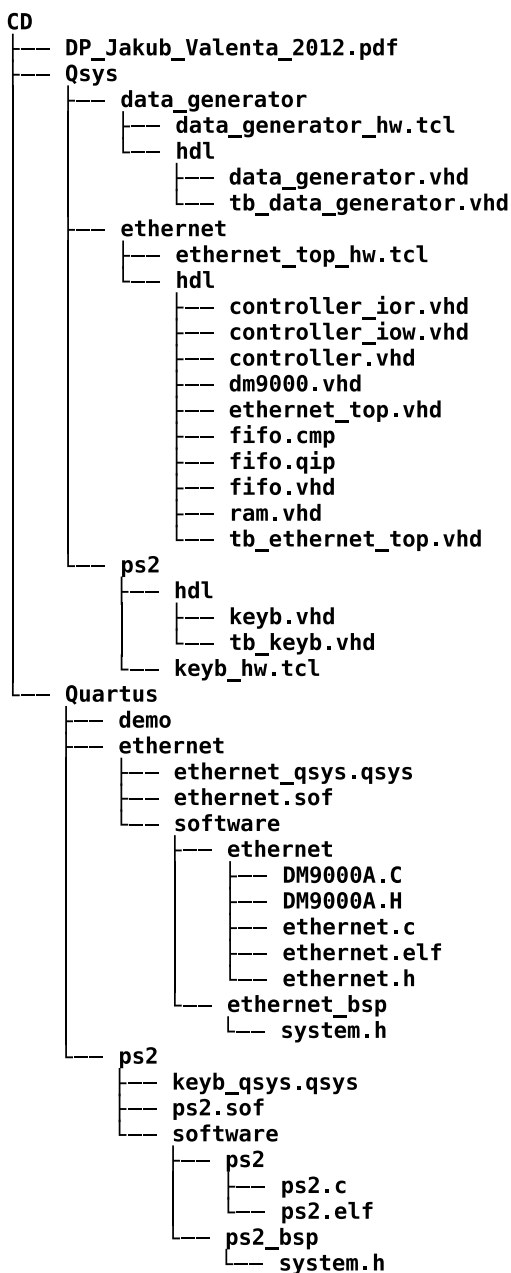 CD
DP_Jakub_Valenta_2012.pdf
Qsys
data_generator
data_generator_hw.tcl
hdl
data_generator.vhd
tb_data_generator.vhd
ethernet
ethernet_top_hw.tcl
hdl
controller_ior.vhd
controller_iow.vhd
controller.vhd
dm9000.vhd
ethernet_top.vhd
fifo.cmp
fifo.qip
fifo.vhd
ram.vhd
tb_ethernet_top.vhd
ps2
hdl
keyb.vhd
tb_keyb.vhd
keyb_hw.tcl
Quartus
demo
ethernet
ethernet_qsys.qsys
ethernet.sof
software
ethernet
DM9000A.C
DM9000A.H
ethernet.c
ethernet.elf
ethernet.h
ethernet_bsp
system.h
ps2
keyb_qsys.qsys
ps2.sof
software
ps2
ps2.c
ps2.elf
ps2_bsp
system.h